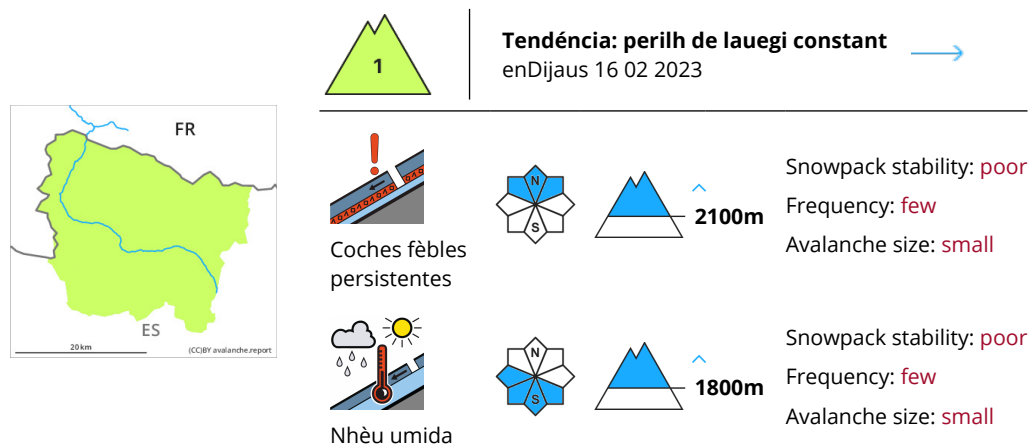 1
Tendéncia: perilh de lauegi constant
enDijaus 16 02 2023
FR
ES
20 km
(CC)BY avalanche.report
Coches fèbles
persistentes
N
S
2100m
Snowpack stability: poor
Frequency: few
Avalanche size: small
Nhèu umida
N
S
1800m
Snowpack stability: poor
Frequency: few
Avalanche size: small